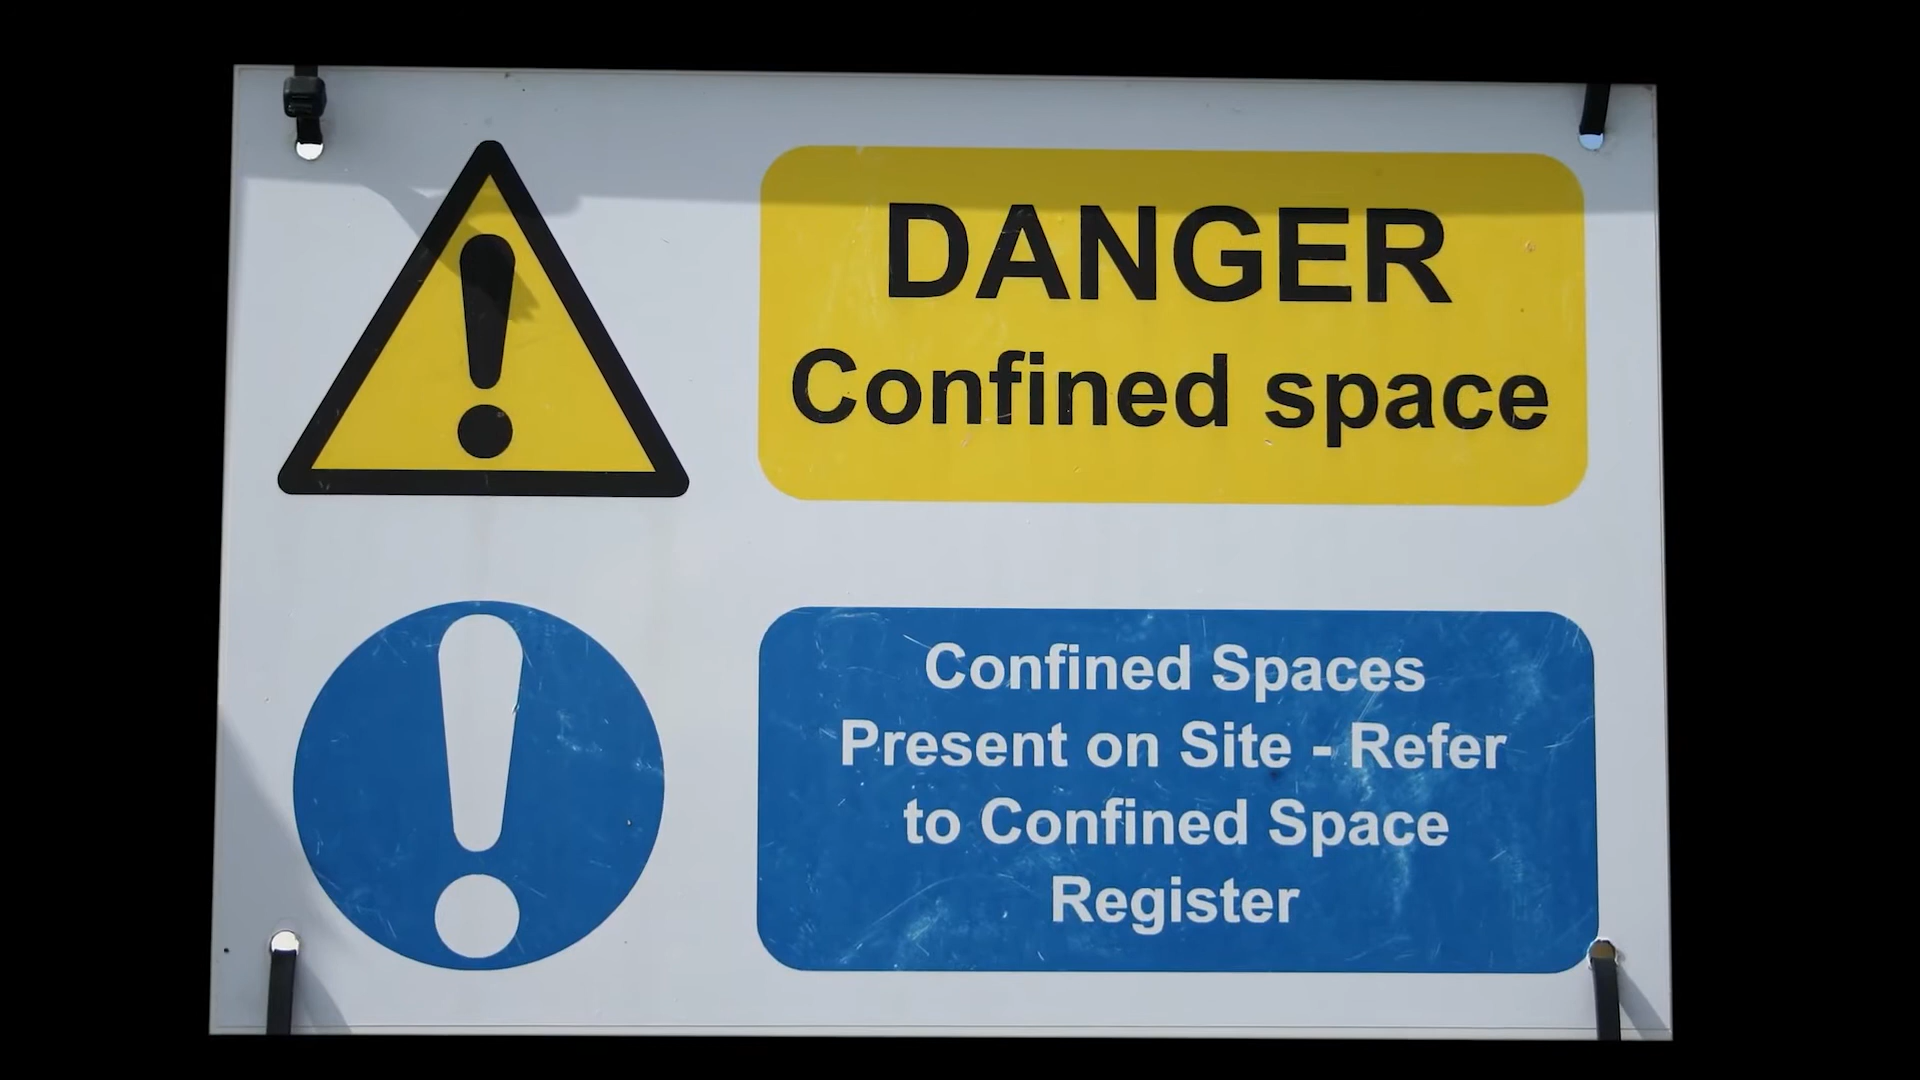 DANGER
Confined space
Confined Spaces
Present on Site - Refer
to Confined Space
Register